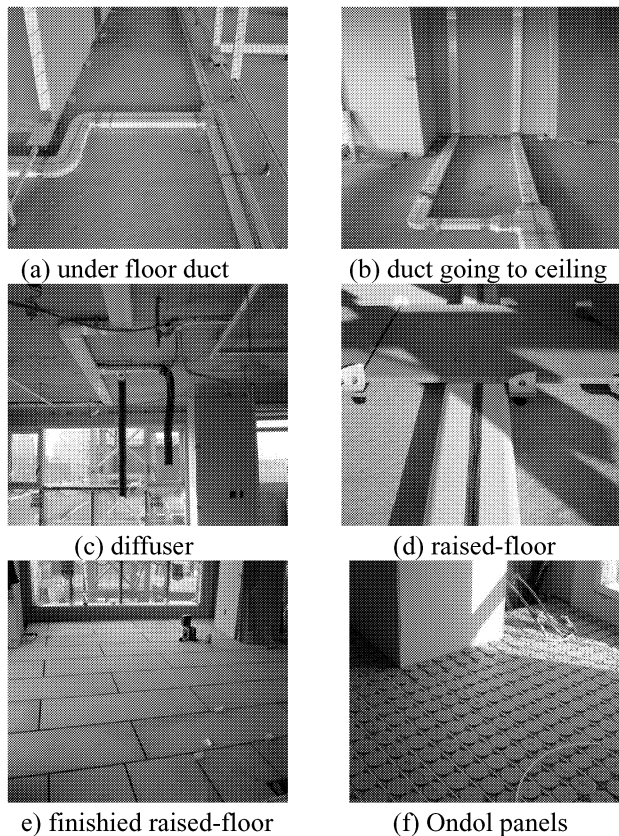 (a) under floor duct
(b) duct going to ceiling
(c) diffuser
(d) raised-floor
e) finishied raised-floor
(f) Ondol panels